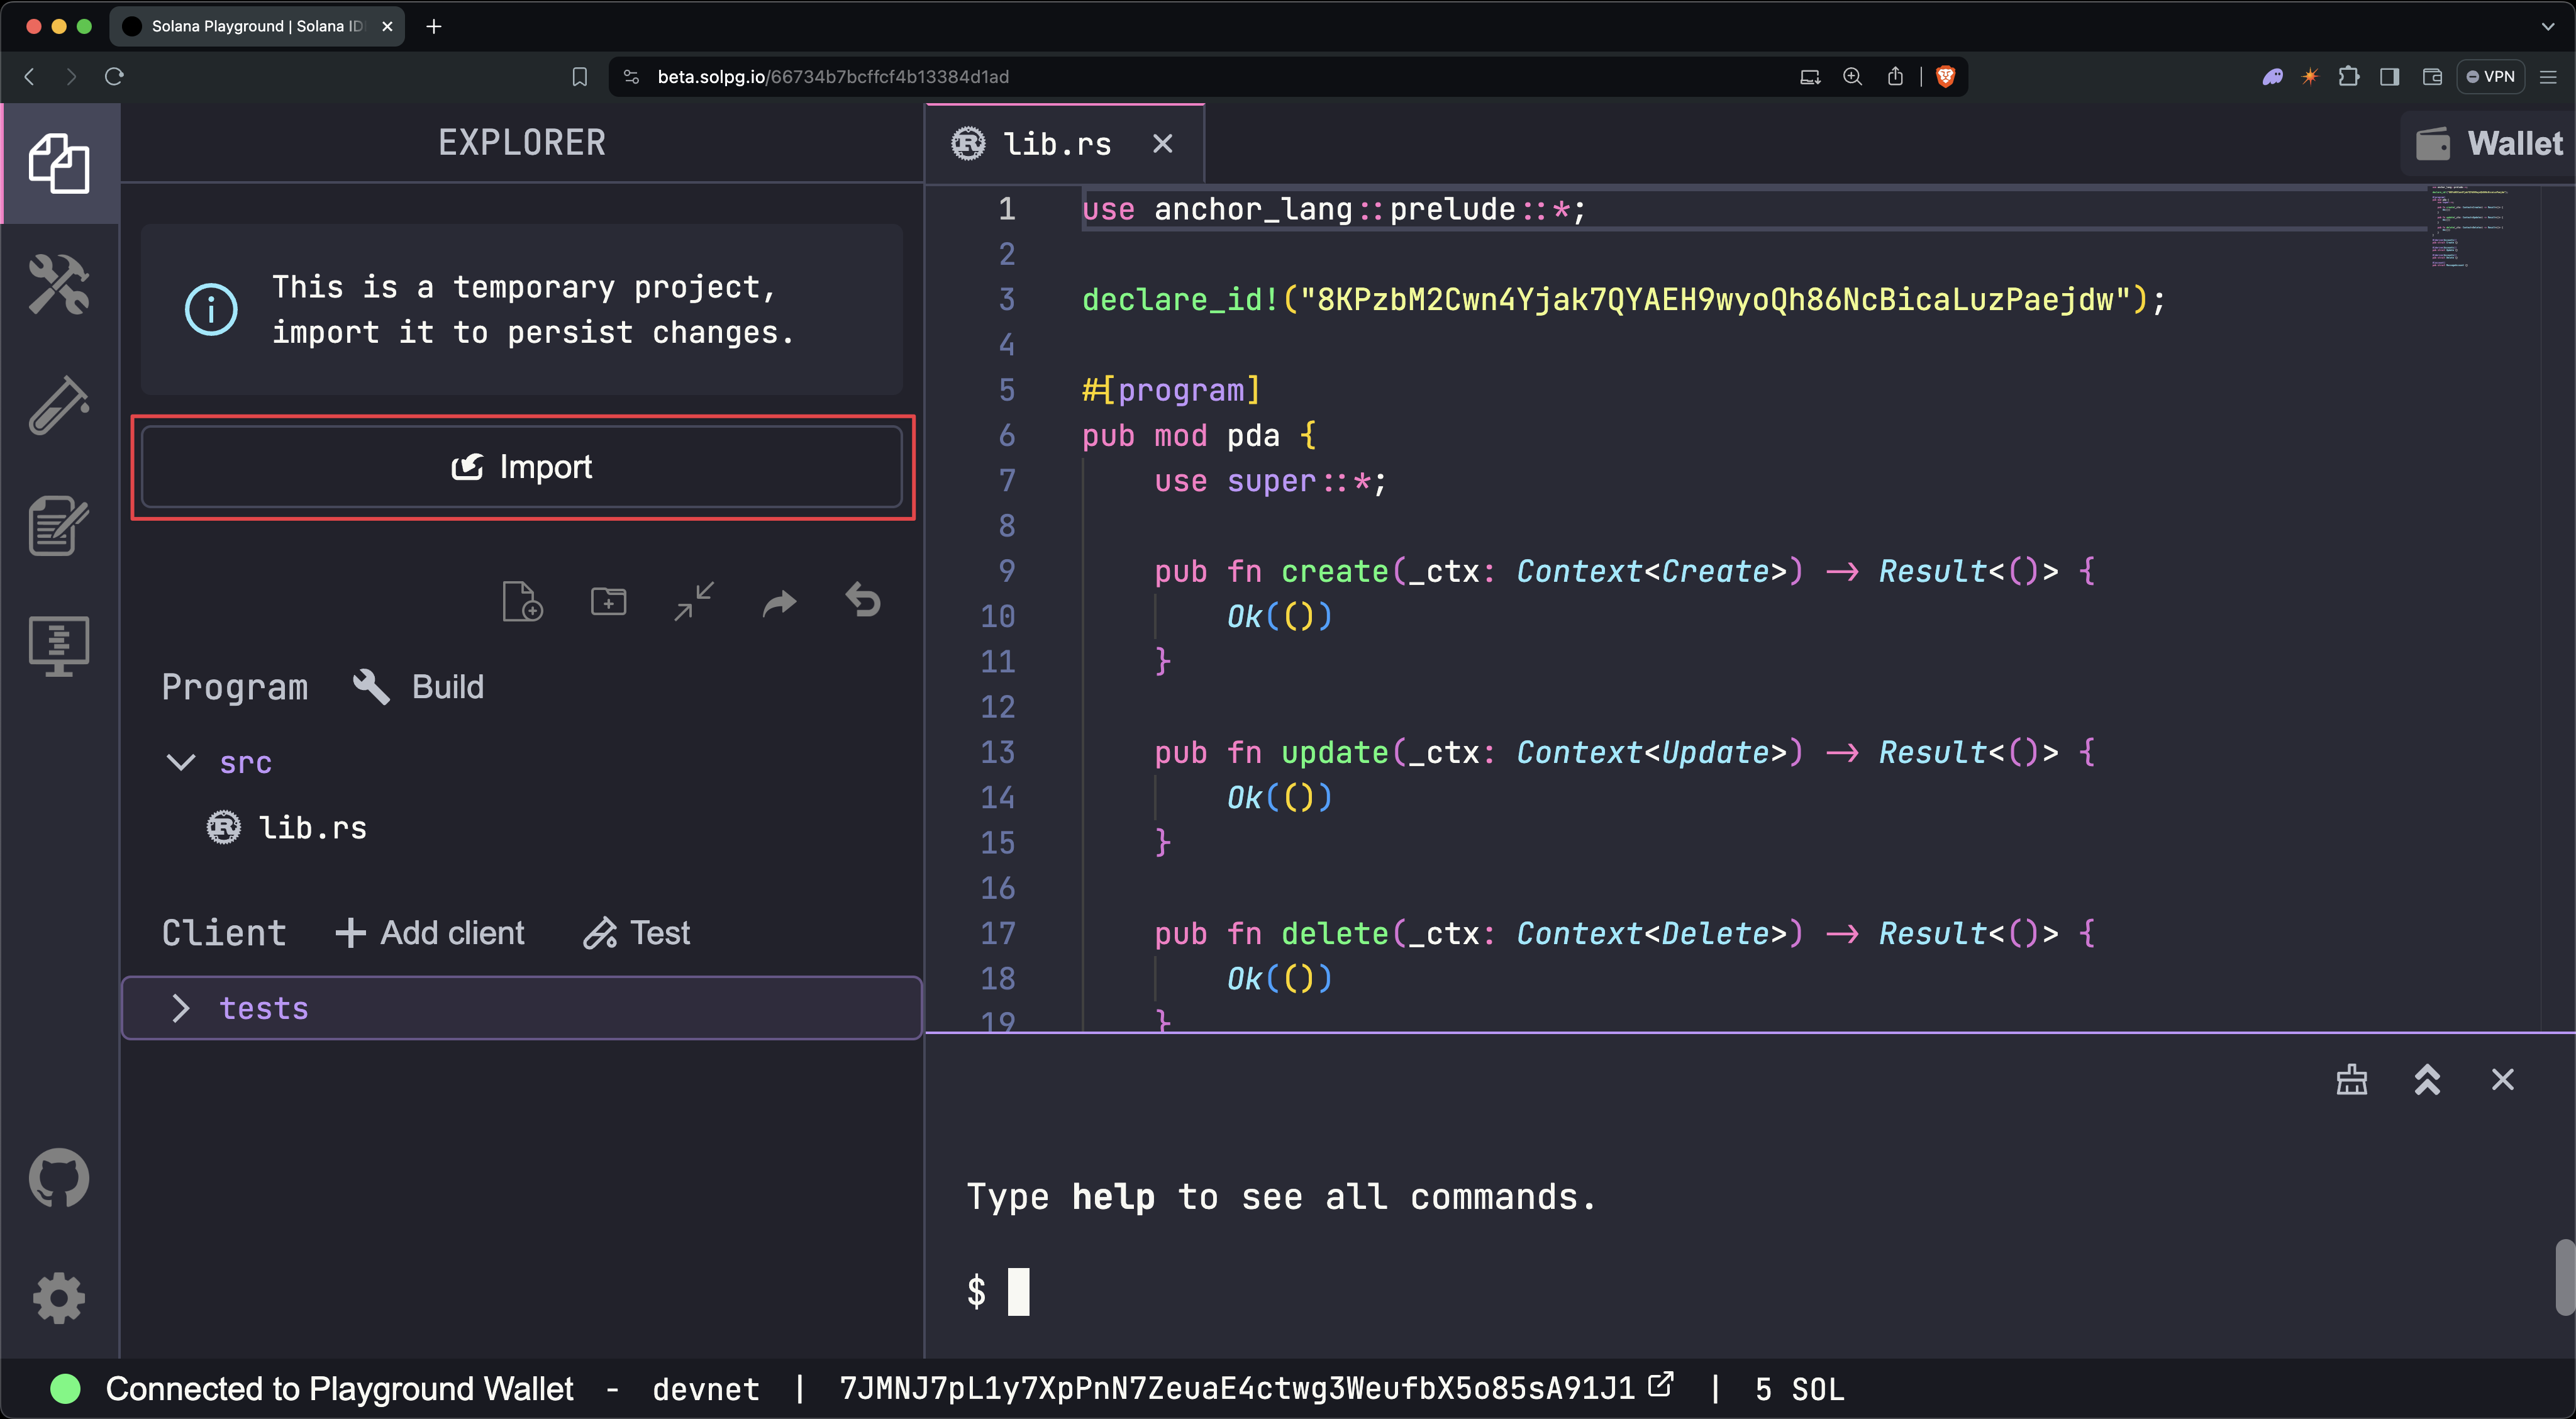 Solana Playground | Solana ID
beta.solpg.io/66734b7bcffcf4b13384d1ad
VPN
EXPLORER
This is a temporary project,
import it to persist changes.
Import
Program Build
src
lib.rs
Client Add client Test
tests
lib.rs
Wallet
1 use anchor_lang::prelude::*;
2
3 declare_id!("8KPzbM2Cwn4Yjak7QYAEH9wyoQh86NcBicaLuzPaejdw");
4
5 #[program]
6 pub mod pda {
7 use super::*;
8
9 pub fn create(_ctx: Context<Create>) -> Result<()> {
10 Ok(())
11 }
12
13 pub fn update(_ctx: Context<Update>) -> Result<()> {
14 Ok(())
15 }
16
17 pub fn delete(_ctx: Context<Delete>) -> Result<()> {
18 Ok(())
19 }
Type help to see all commands.
$
Connected to Playground Wallet - devnet | 7JMNJ7pL1y7XpPnN7ZeuaE4ctwg3WeufbX5o85sA91J1 | 5 SOL